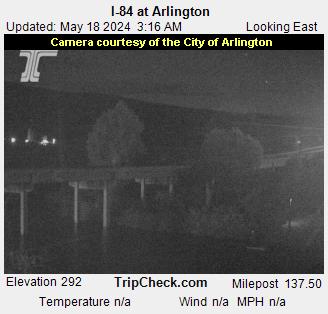 I-84 at Arlington
Updated: May 18 2024 3:16 AM Looking East
Camera courtesy of the City of Arlington
Elevation 292 TripCheck.com Milepost 137.50
Temperature n/a Wind n/a MPH n/a